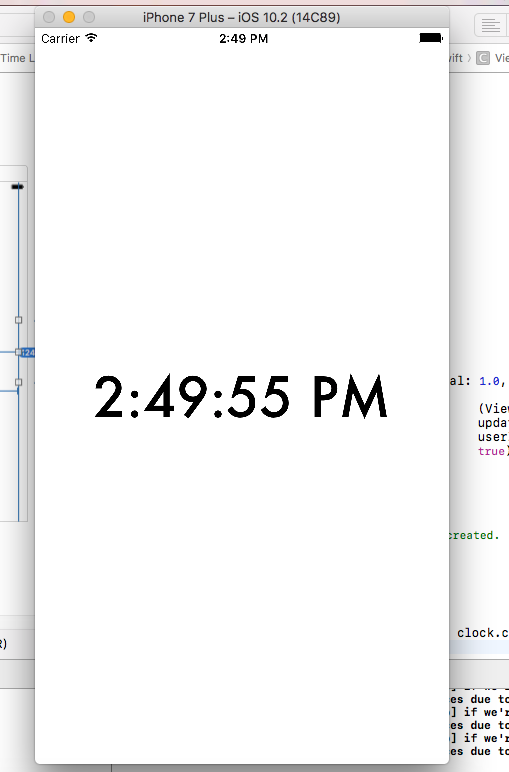 iPhone 7 Plus – iOS 10.2 (14C89)
Carrier 2:49 PM
Time L
wift 〉 C Vie
2:49:55 PM
al: 1.0,
(View
updat
user
true)
created.
clock.c
es due to
] if we'r
es due to
] if we'r
es due to